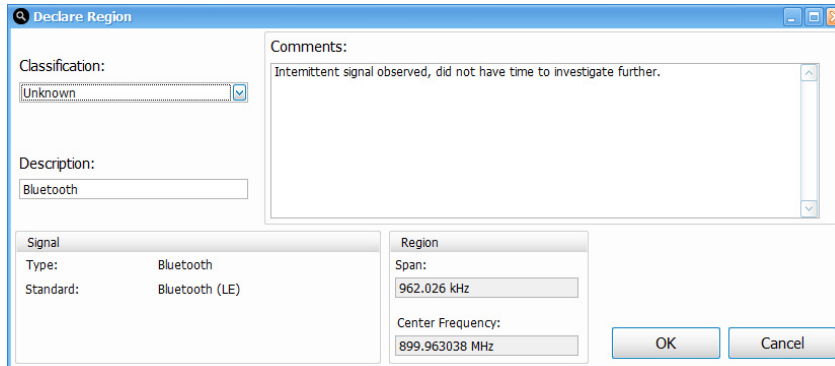 Declare Region
Classification:
Unknown
Description:
Bluetooth
Comments:
Intemittent signal observed, did not have time to investigate further.
Signal
Type: Bluetooth
Standard: Bluetooth (LE)
Region
Span:
962.026 kHz
Center Frequency:
899.963038 MHz
OK Cancel